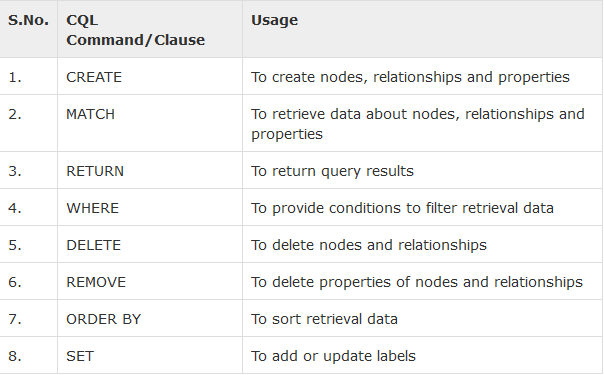 S.No. CQL Command/Clause Usage
1. CREATE To create nodes, relationships and properties
2. MATCH To retrieve data about nodes, relationships and properties
3. RETURN To return query results
4. WHERE To provide conditions to filter retrieval data
5. DELETE To delete nodes and relationships
6. REMOVE To delete properties of nodes and relationships
7. ORDER BY To sort retrieval data
8. SET To add or update labels